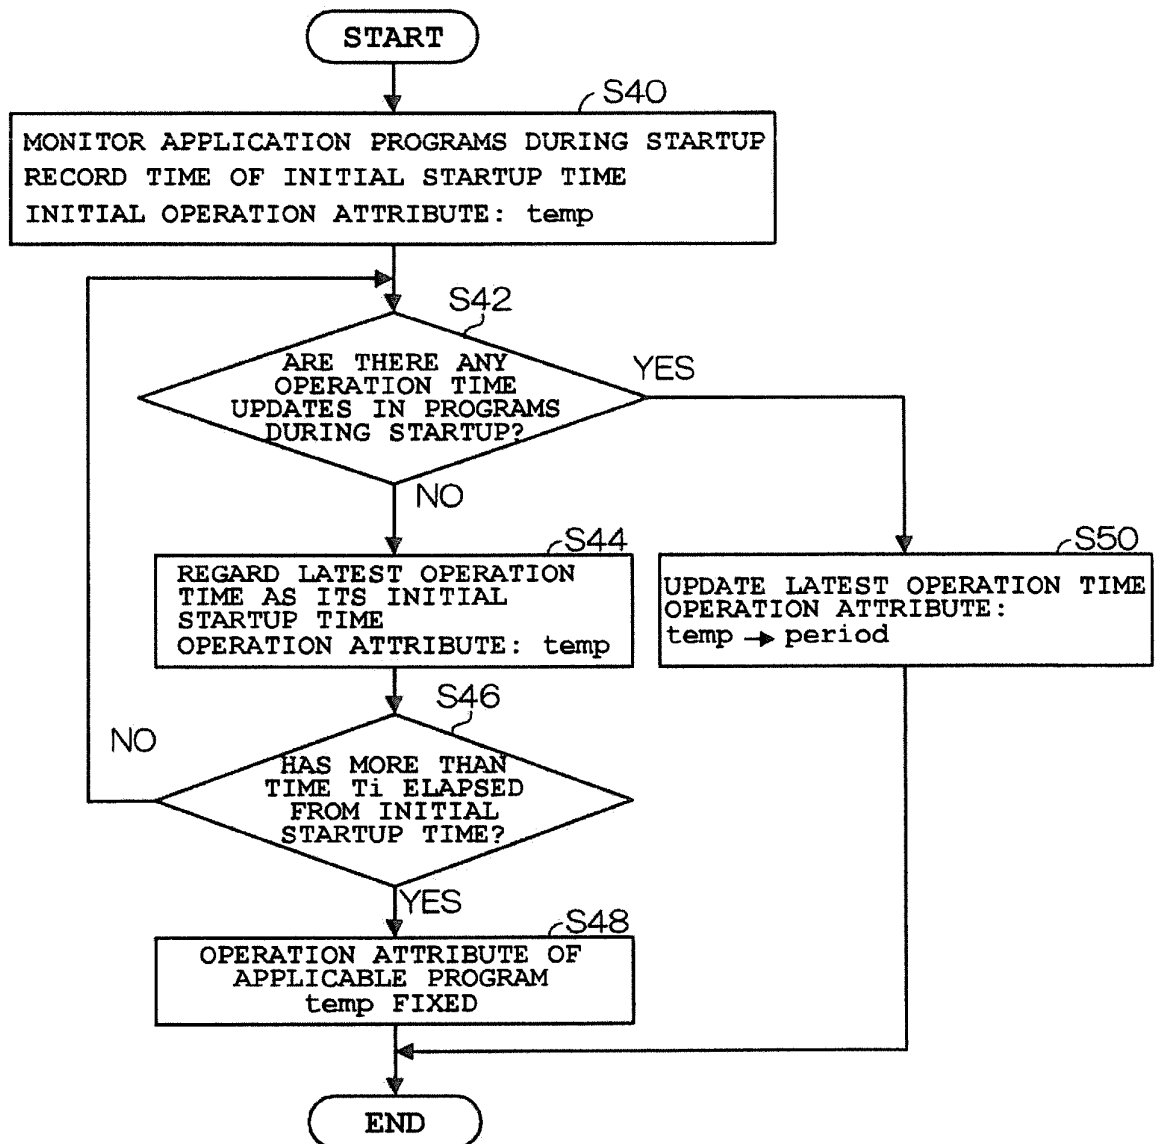 START
S40
MONITOR APPLICATION PROGRAMS DURING STARTUP
RECORD TIME OF INITIAL STARTUP TIME
INITIAL OPERATION ATTRIBUTE: temp
S42
ARE THERE ANY
OPERATION TIME
UPDATES IN PROGRAMS
DURING STARTUP?
YES
NO
S44
REGARD LATEST OPERATION
TIME AS ITS INITIAL
STARTUP TIME
OPERATION ATTRIBUTE: temp
S50
UPDATE LATEST OPERATION TIME
OPERATION ATTRIBUTE:
temp → period
S46
HAS MORE THAN
TIME Ti ELAPSED
FROM INITIAL
STARTUP TIME?
NO
YES
S48
OPERATION ATTRIBUTE OF
APPLICABLE PROGRAM
temp FIXED
END